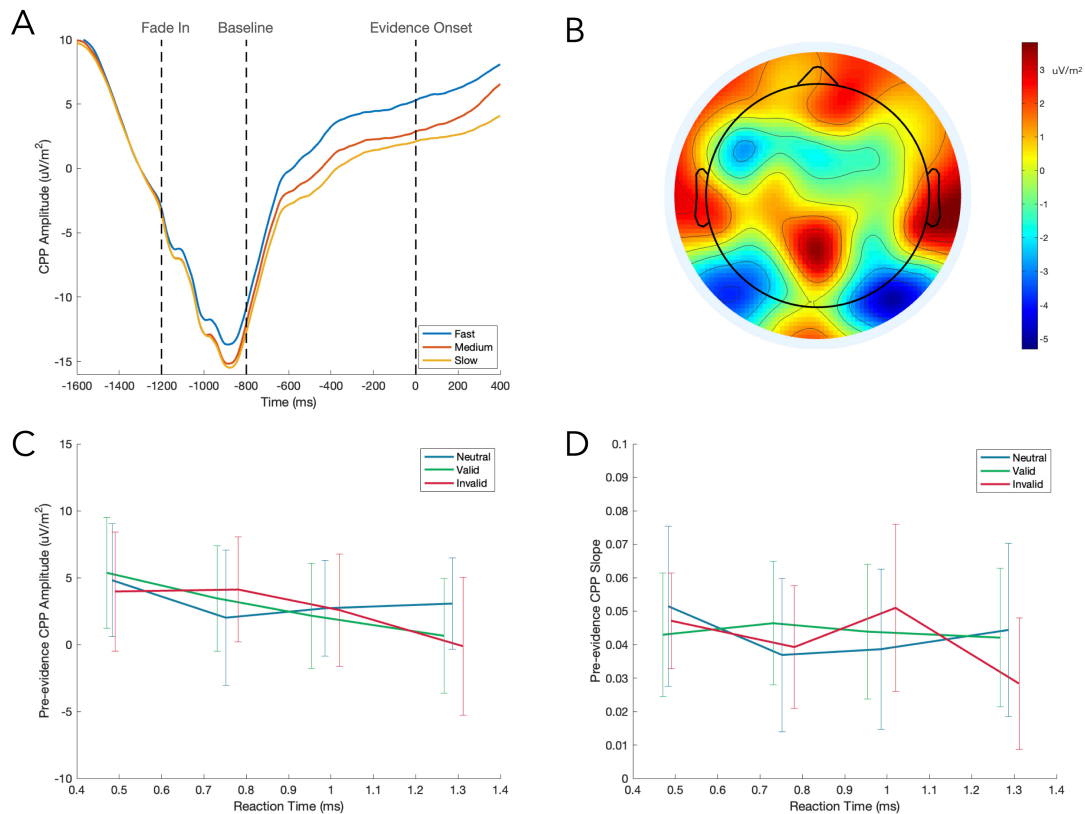 A
Fade In Baseline Evidence Onset
10
5
0
-5
-10
-15
CPP Amplitude (uV/m²)
Fast
Medium
Slow
-1600 -1400 -1200 -1000 -800 -600 -400 -200 0 200 400
Time (ms)
B
3
2
1
0
-1
-2
-3
-4
-5
uV/m²
C
15
10
5
0
-5
-10
Pre-evidence CPP Amplitude (uV/m²)
Neutral
Valid
Invalid
0.4 0.5 0.6 0.7 0.8 0.9 1 1.1 1.2 1.3 1.4
Reaction Time (ms)
D
0.1
0.09
0.08
0.07
0.06
0.05
0.04
0.03
0.02
0.01
0
Pre-evidence CPP Slope
Neutral
Valid
Invalid
0.4 0.5 0.6 0.7 0.8 0.9 1 1.1 1.2 1.3 1.4
Reaction Time (ms)